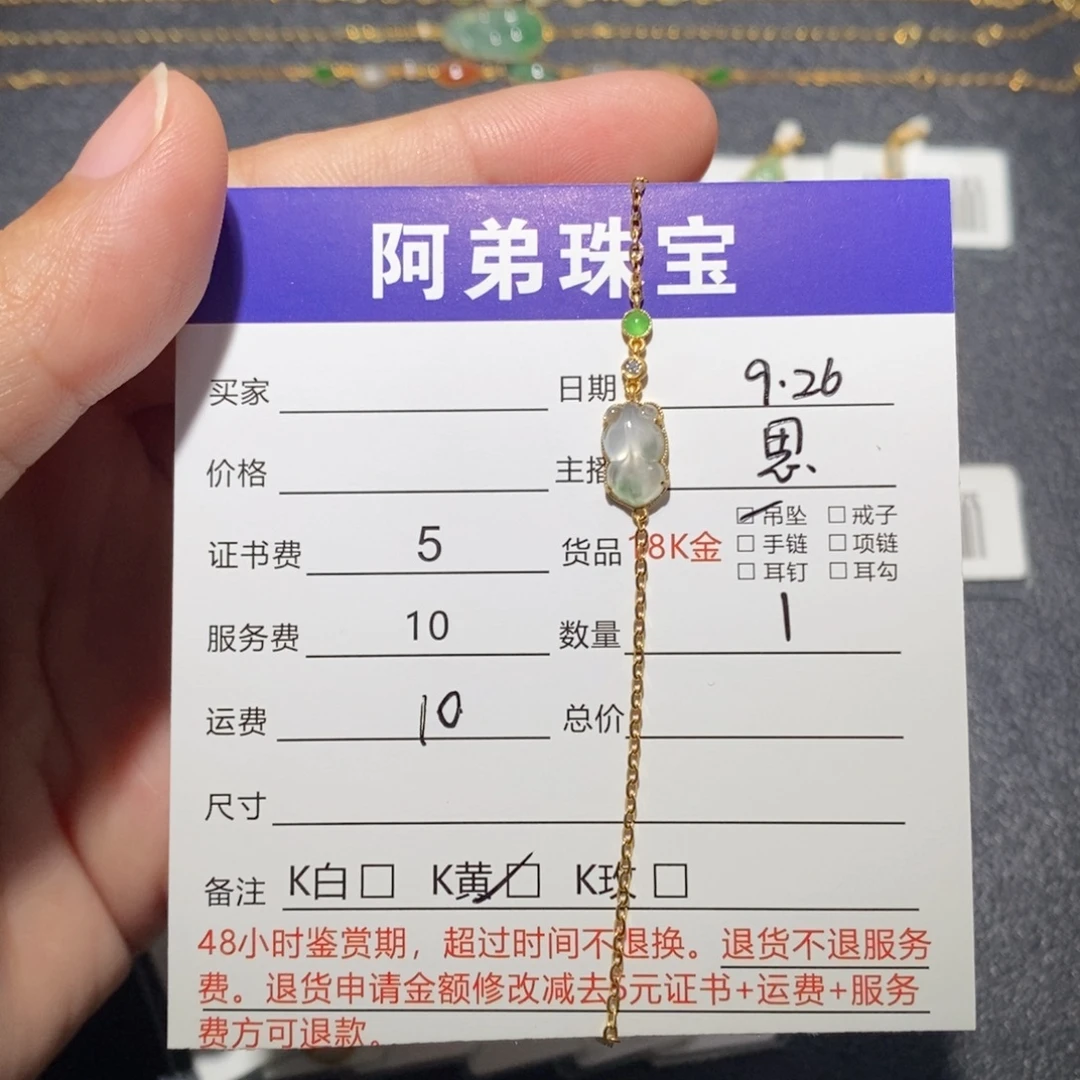 阿弟珠宝
买家 日期 9.26
价格 主播 思
证书费 5 货品 18K金 ☑吊坠 □戒子
□手链 □项链
□耳钉 □耳勾
服务费 10 数量 1
运费 10 总价
尺寸
备注 K白□ K黄☑ K玫□
48小时鉴赏期，超过时间不退换。退货不退服务
费。退货申请金额修改减去5元证书+运费+服务
费方可退款。